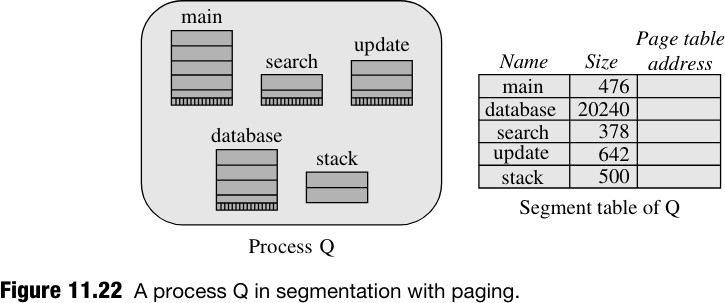 main
search
update
database
stack
Process Q
Name Size Page table address
main 476
database 20240
search 378
update 642
stack 500
Segment table of Q
Figure 11.22 A process Q in segmentation with paging.